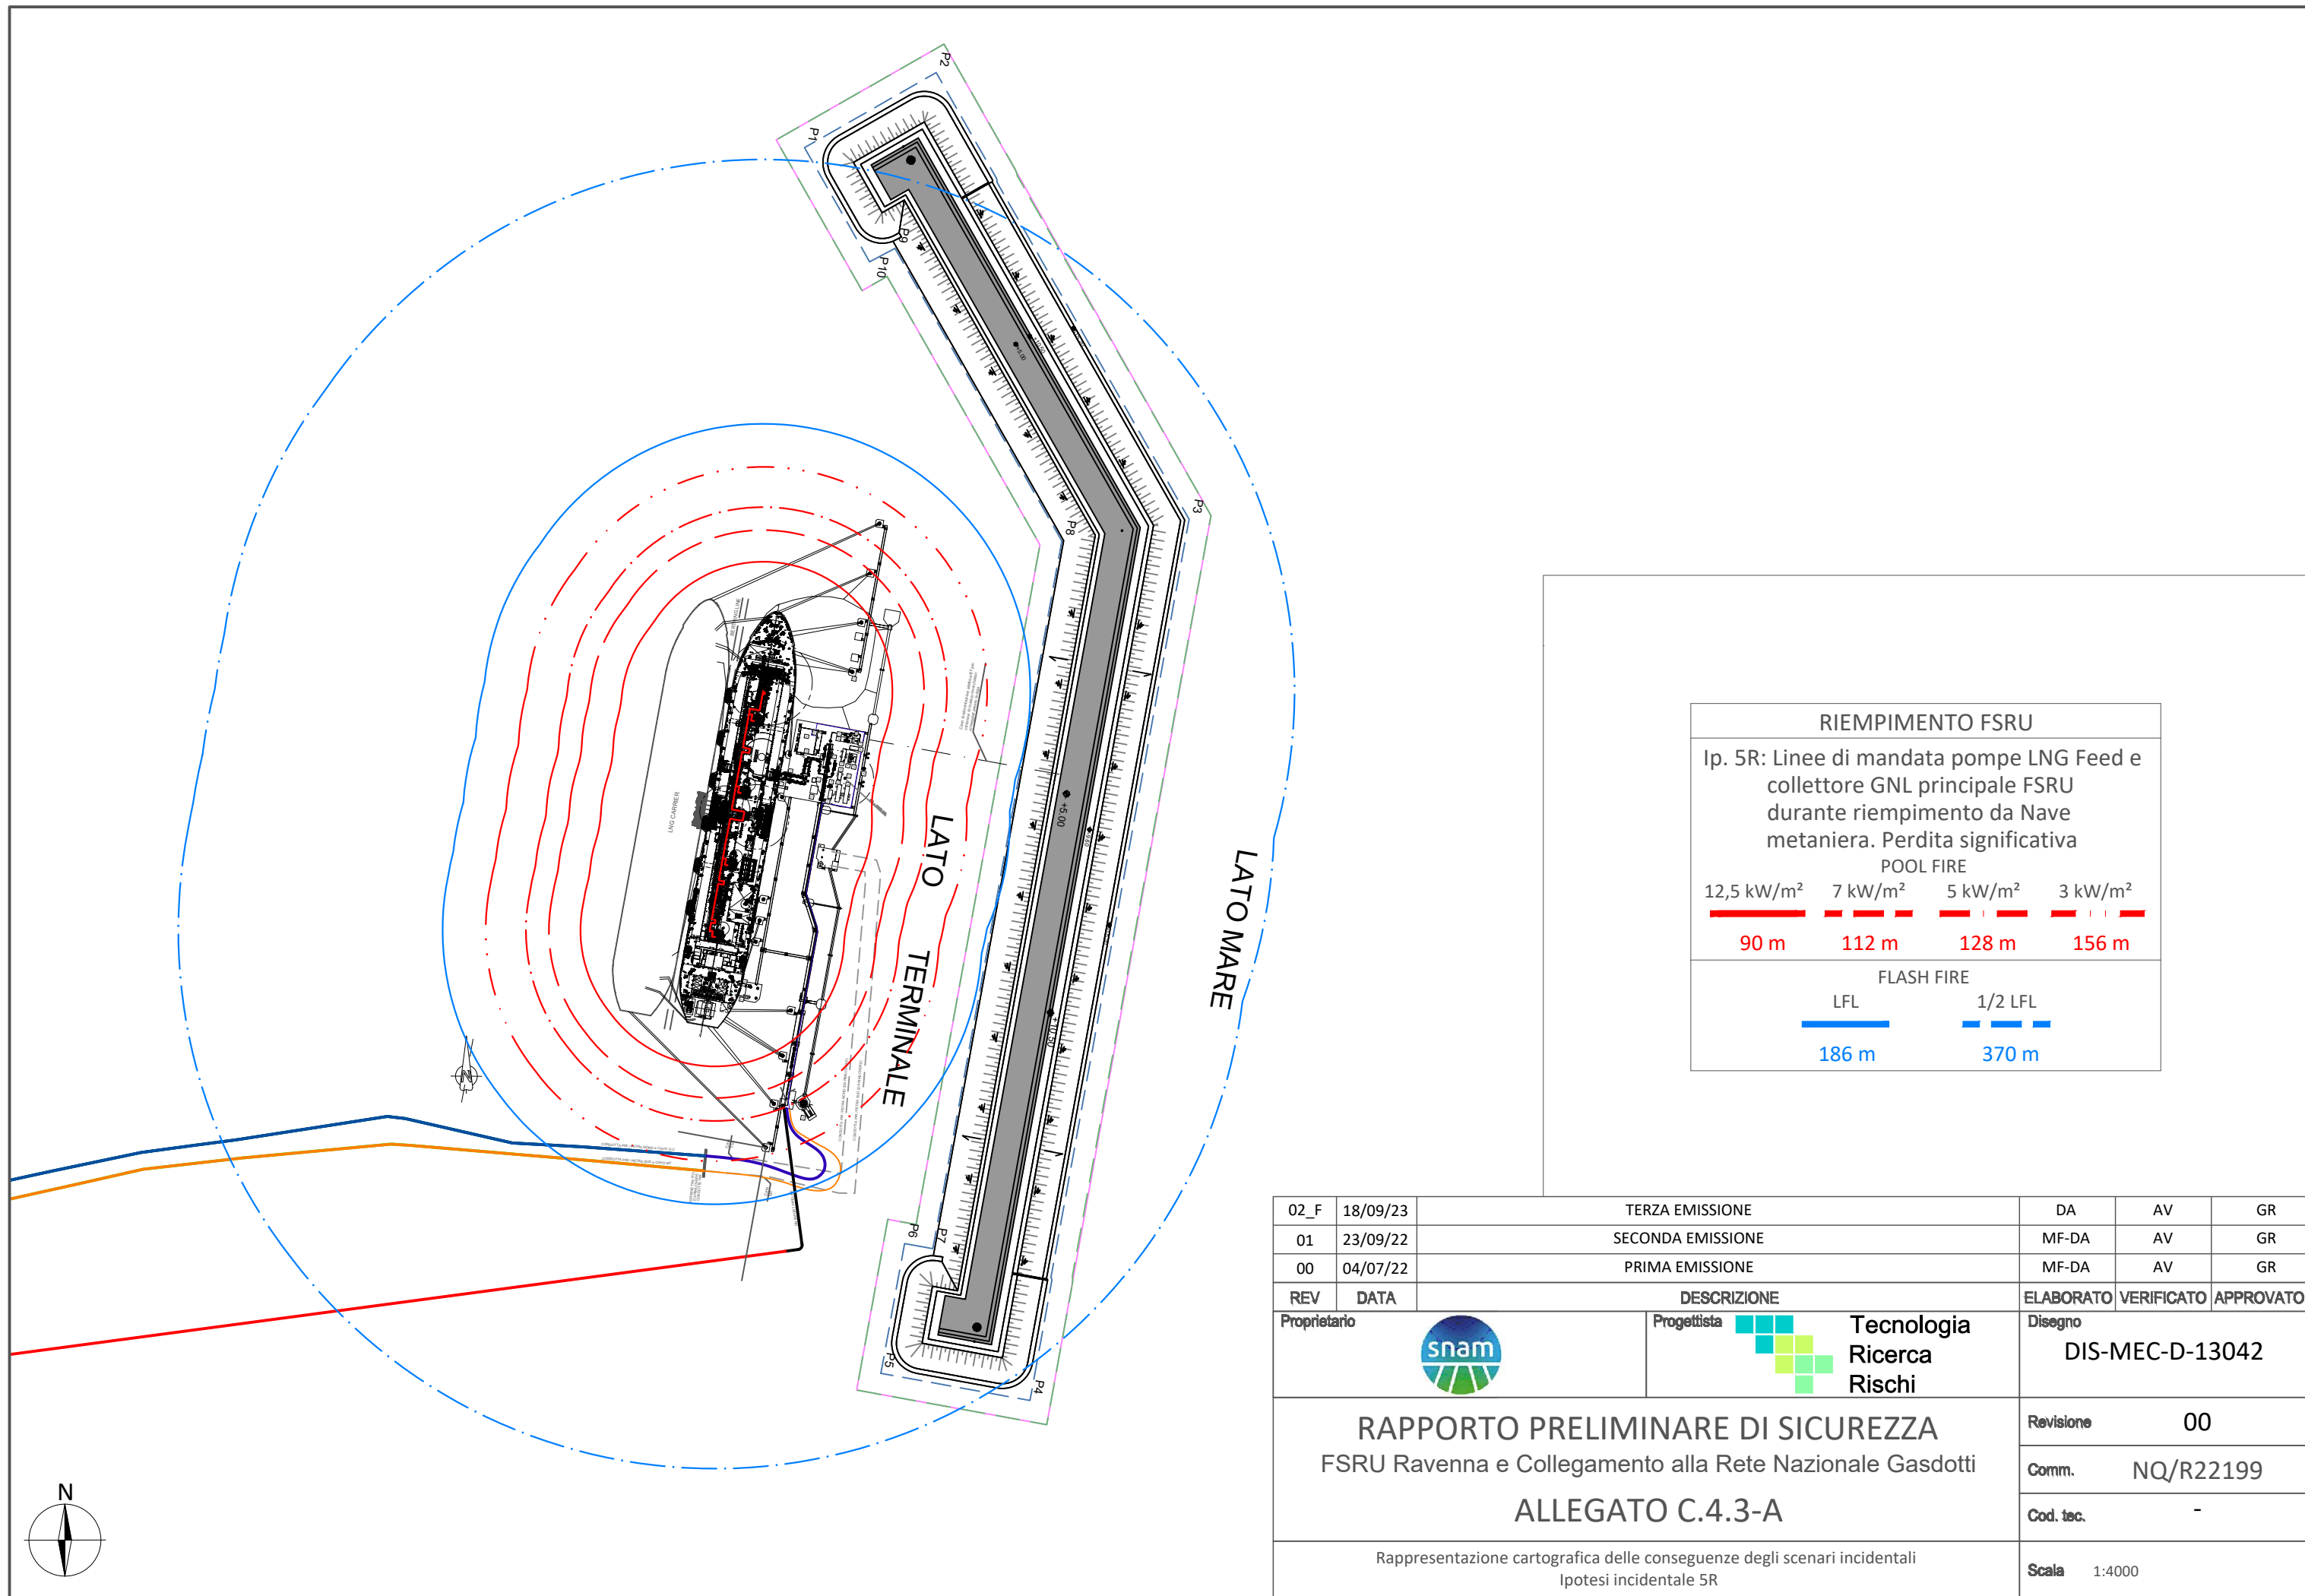 P2
P1
P9
P10
P3
P8
+5.00
+5.00
+10.50
LNG CARRIER
LATO TERMINALE
LATO MARE
P6
P7
P5
P4
N
RIEMPIMENTO FSRU
Ip. 5R: Linee di mandata pompe LNG Feed e
collettore GNL principale FSRU
durante riempimento da Nave
metaniera. Perdita significativa
POOL FIRE
12,5 kW/m² 7 kW/m² 5 kW/m² 3 kW/m²
90 m 112 m 128 m 156 m
FLASH FIRE
LFL 1/2 LFL
186 m 370 m
02_F 18/09/23 TERZA EMISSIONE DA AV GR
01 23/09/22 SECONDA EMISSIONE MF-DA AV GR
00 04/07/22 PRIMA EMISSIONE MF-DA AV GR
REV DATA DESCRIZIONE ELABORATO VERIFICATO APPROVATO
Proprietario
snam
Progettista
Tecnologia
Ricerca
Rischi
Disegno
DIS-MEC-D-13042
RAPPORTO PRELIMINARE DI SICUREZZA
FSRU Ravenna e Collegamento alla Rete Nazionale Gasdotti
ALLEGATO C.4.3-A
Revisione 00
Comm. NQ/R22199
Cod. tec. -
Rappresentazione cartografica delle conseguenze degli scenari incidentali
Ipotesi incidentale 5R
Scala 1:4000